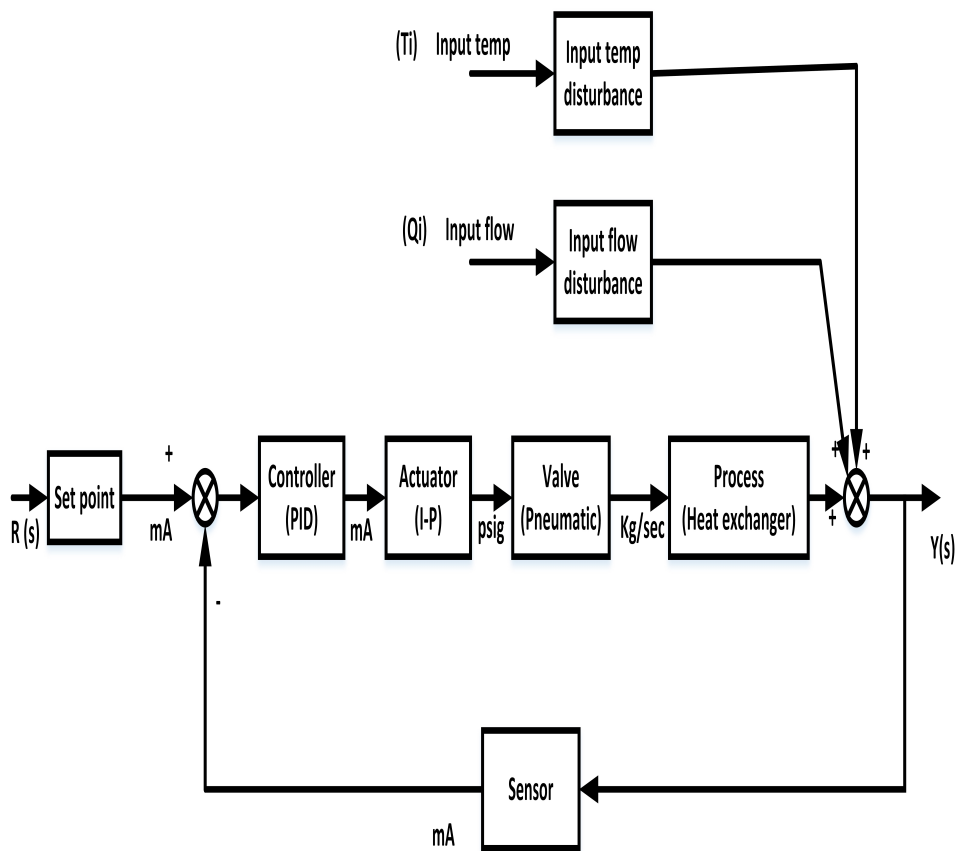 (Ti) Input temp
Input temp
disturbance
(Qi) Input flow
Input flow
disturbance
+
+
+
+
-
R (s)
Set point
mA
Controller
(PID)
mA
Actuator
(I-P)
psig
Valve
(Pneumatic)
Kg/sec
Process
(Heat exchanger)
Y(s)
Sensor
mA